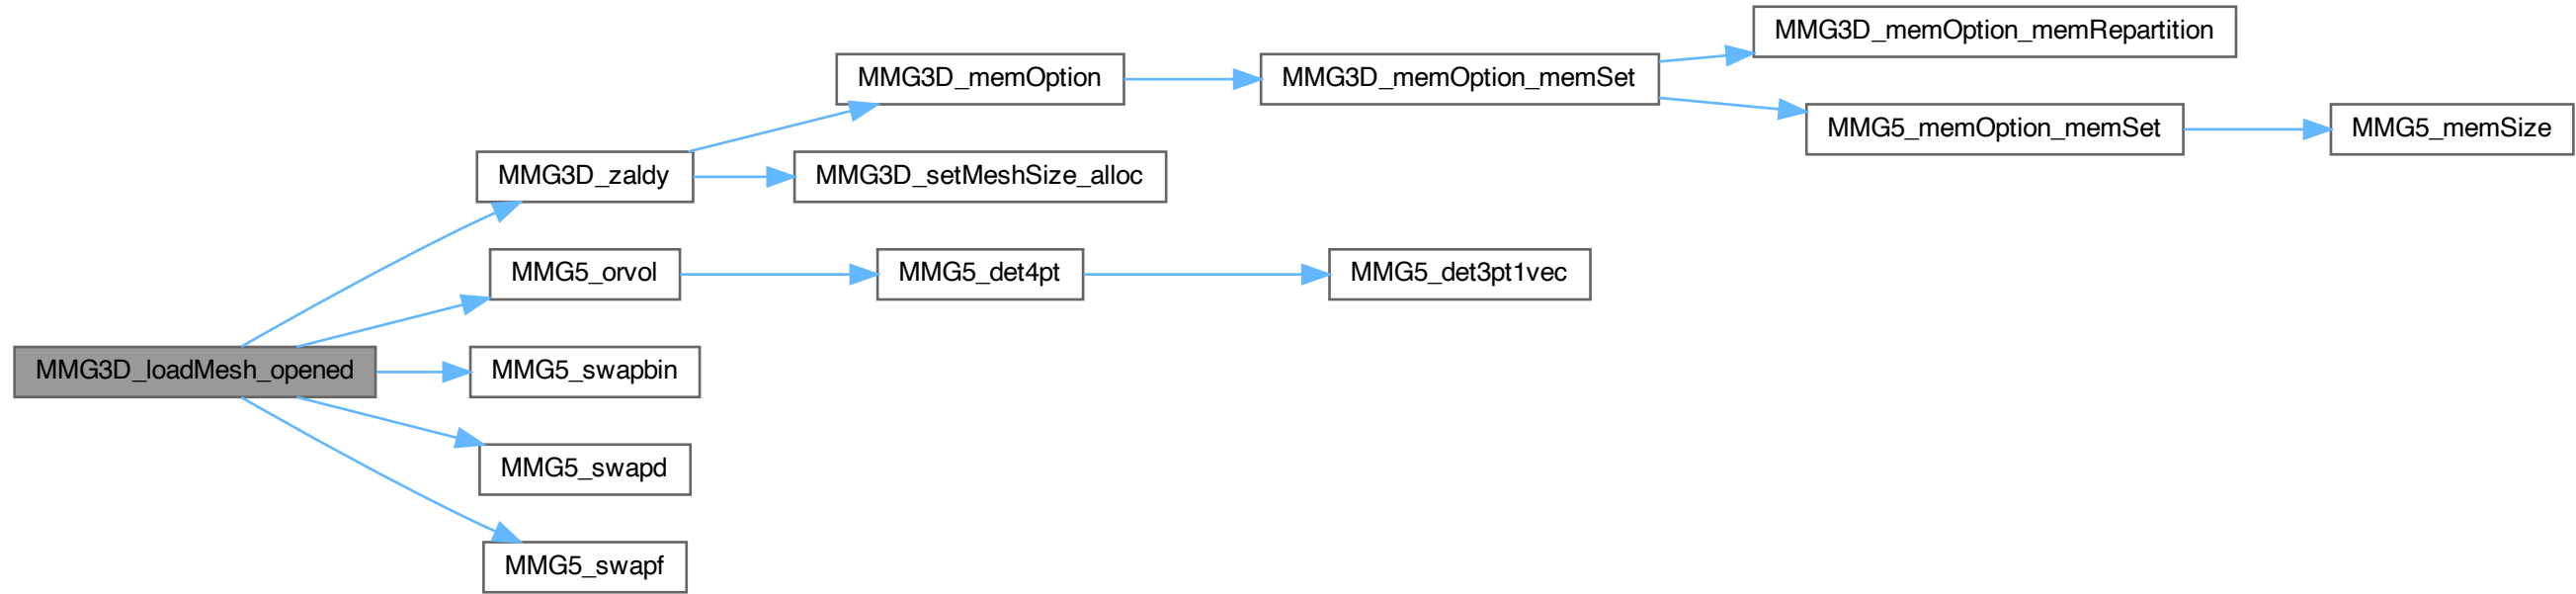 MMG3D_memOption_memRepartition
MMG3D_memOption
MMG3D_memOption_memSet
MMG5_memOption_memSet
MMG5_memSize
MMG3D_zaldy
MMG3D_setMeshSize_alloc
MMG5_orvol
MMG5_det4pt
MMG5_det3pt1vec
MMG3D_loadMesh_opened
MMG5_swapbin
MMG5_swapd
MMG5_swapf